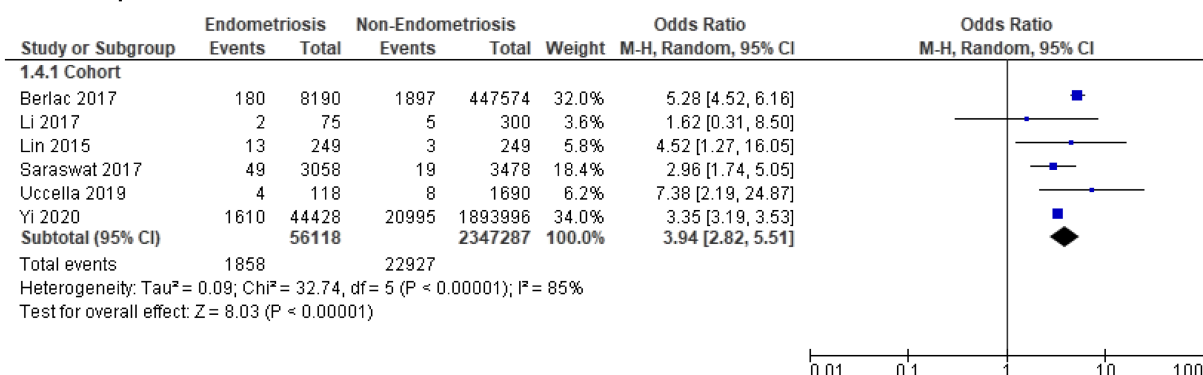 Endometriosis Non-Endometriosis Odds Ratio Odds Ratio
Study or Subgroup Events Total Events Total Weight M-H, Random, 95% CI M-H, Random, 95% CI
1.4.1 Cohort
Berlac 2017 180 8190 1897 447574 32.0% 5.28 [4.52, 6.16]
Li 2017 2 75 5 300 3.6% 1.62 [0.31, 8.50]
Lin 2015 13 249 3 249 5.8% 4.52 [1.27, 16.05]
Saraswat 2017 49 3058 19 3478 18.4% 2.96 [1.74, 5.05]
Uccella 2019 4 118 8 1690 6.2% 7.38 [2.19, 24.87]
Yi 2020 1610 44428 20995 1893996 34.0% 3.35 [3.19, 3.53]
Subtotal (95% CI) 56118 2347287 100.0% 3.94 [2.82, 5.51]
Total events 1858 22927
Heterogeneity: Tau² = 0.09; Chi² = 32.74, df = 5 (P < 0.00001); I² = 85%
Test for overall effect: Z = 8.03 (P < 0.00001)
0.01 0.1 1 10 100